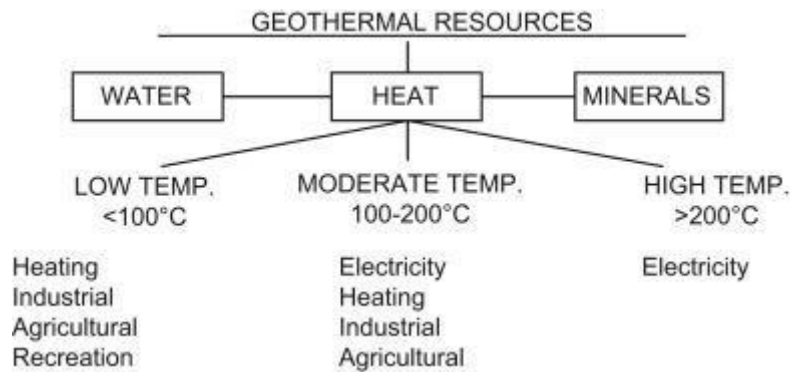 GEOTHERMAL RESOURCES
WATER HEAT MINERALS
LOW TEMP. MODERATE TEMP. HIGH TEMP.
<100°C 100-200°C >200°C
Heating Electricity Electricity
Industrial Heating
Agricultural Industrial
Recreation Agricultural